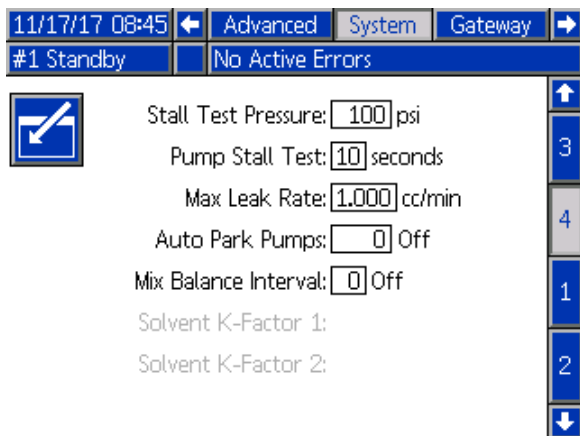 11/17/17 08:45 Advanced System Gateway
#1 Standby No Active Errors
Stall Test Pressure: 100 psi
3
Pump Stall Test: 10 seconds
Max Leak Rate: 1.000 cc/min
4
Auto Park Pumps: 0 Off
Mix Balance Interval: 0 Off
1
Solvent K-Factor 1:
Solvent K-Factor 2:
2